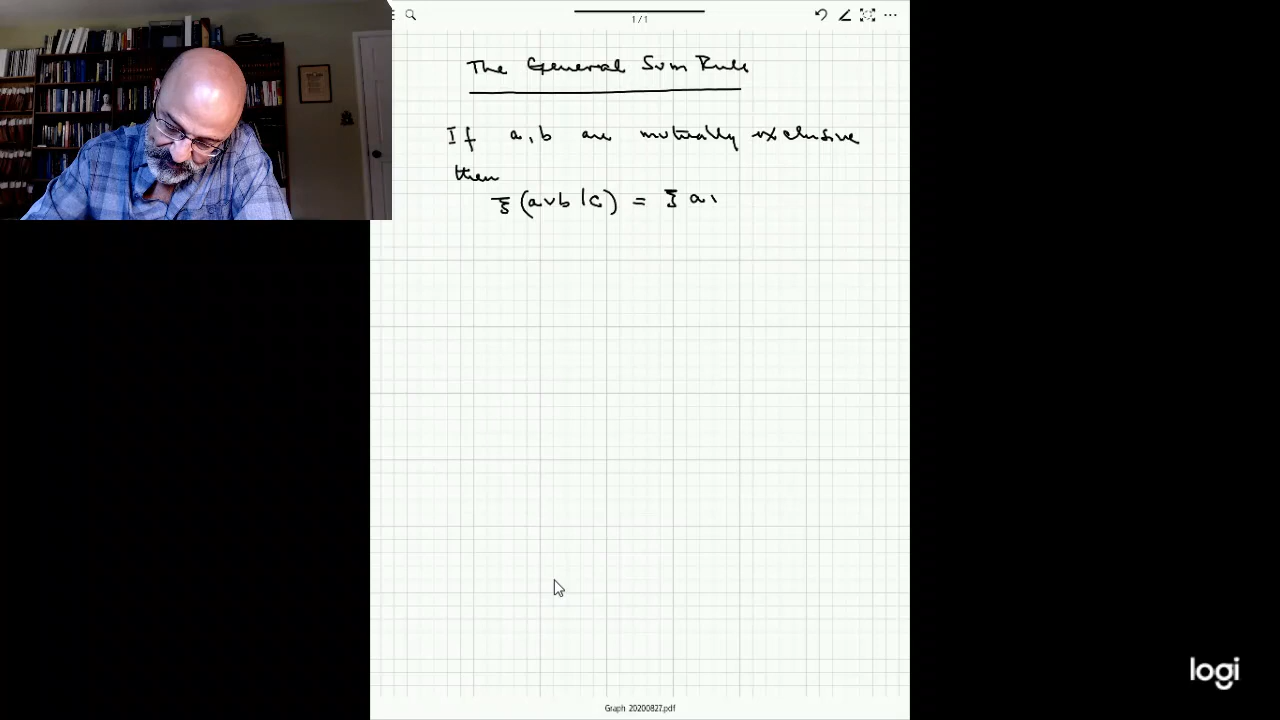 1 / 1
The General Sum Rule
If a, b are mutually exclusive
then
ξ (a∨b | c) = ξ a
Graph 20200827.pdf
logi